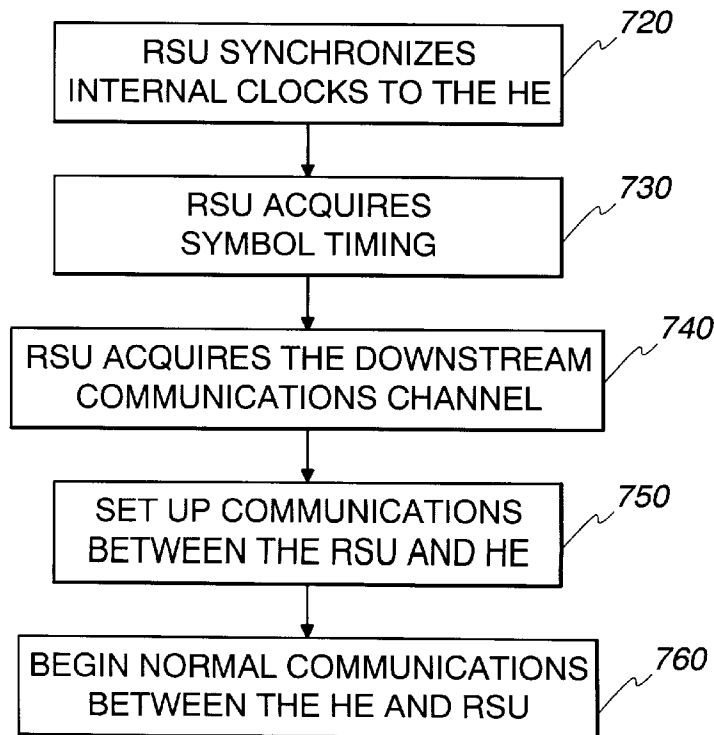 720
RSU SYNCHRONIZES
INTERNAL CLOCKS TO THE HE
730
RSU ACQUIRES
SYMBOL TIMING
740
RSU ACQUIRES THE DOWNSTREAM
COMMUNICATIONS CHANNEL
750
SET UP COMMUNICATIONS
BETWEEN THE RSU AND HE
760
BEGIN NORMAL COMMUNICATIONS
BETWEEN THE HE AND RSU